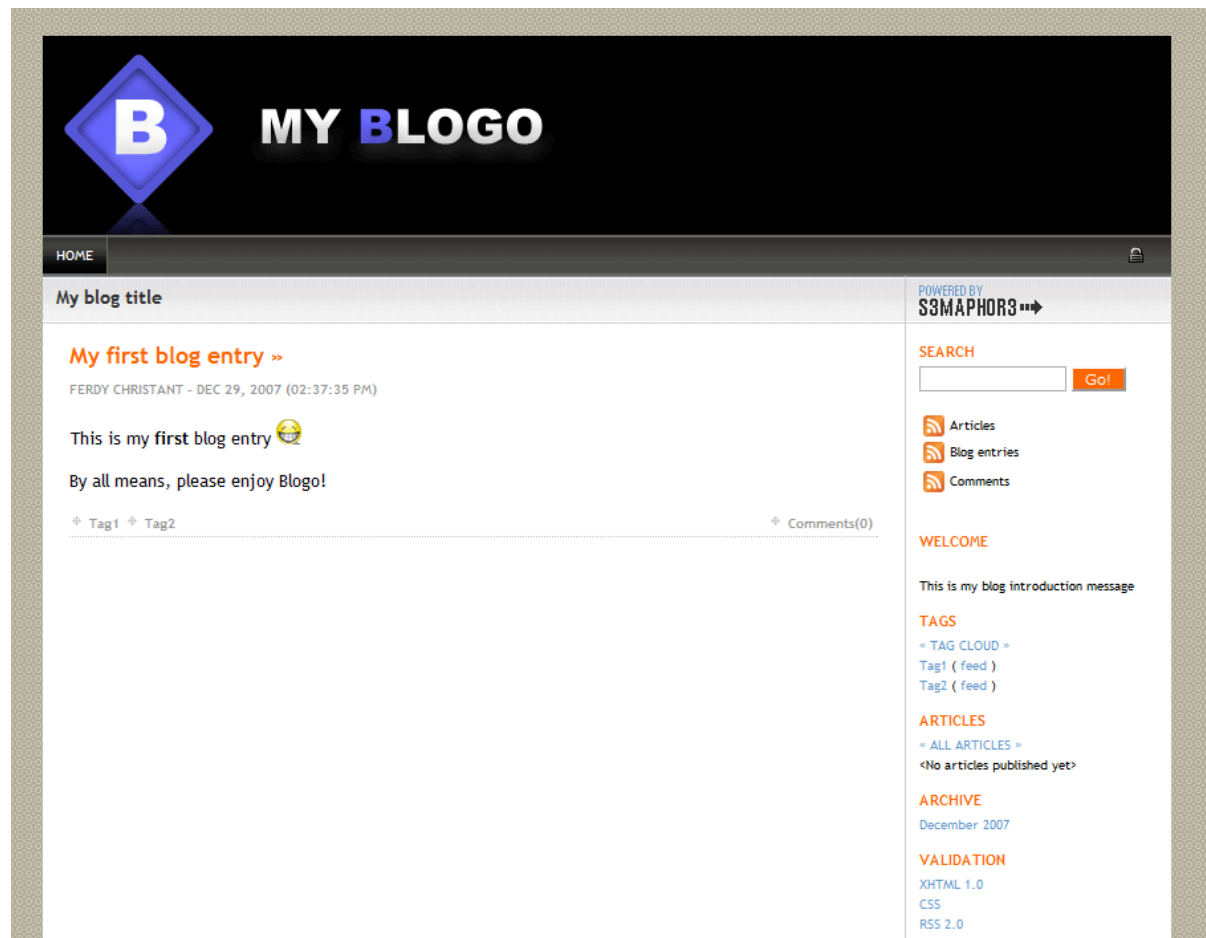 B
MY BLOGO
HOME
My blog title
POWERED BY
S3MAPHOR3
My first blog entry »
FERDY CHRISTANT - DEC 29, 2007 (02:37:35 PM)
This is my first blog entry
By all means, please enjoy Blogo!
Tag1 Tag2
Comments(0)
SEARCH
Go!
Articles
Blog entries
Comments
WELCOME
This is my blog introduction message
TAGS
« TAG CLOUD »
Tag1 ( feed )
Tag2 ( feed )
ARTICLES
« ALL ARTICLES »
<No articles published yet>
ARCHIVE
December 2007
VALIDATION
XHTML 1.0
CSS
RSS 2.0